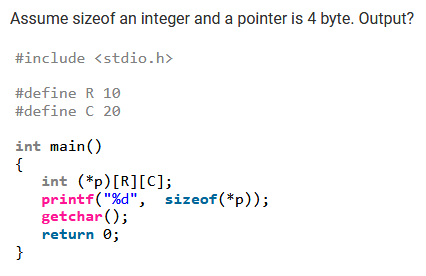 Assume sizeof an integer and a pointer is 4 byte. Output?
#include <stdio.h>
#define R 10
#define C 20
int main()
{
   int (*p)[R][C];
   printf("%d",  sizeof(*p));
   getchar();
   return 0;
}